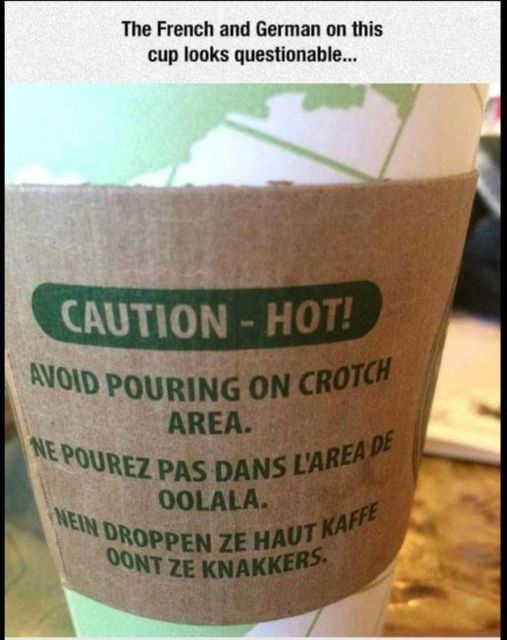 The French and German on this
cup looks questionable...
CAUTION - HOT!
AVOID POURING ON CROTCH
AREA.
NE POUREZ PAS DANS L'AREA DE
OOLALA.
NEIN DROPPEN ZE HAUT KAFFE
OONT ZE KNAKKERS.